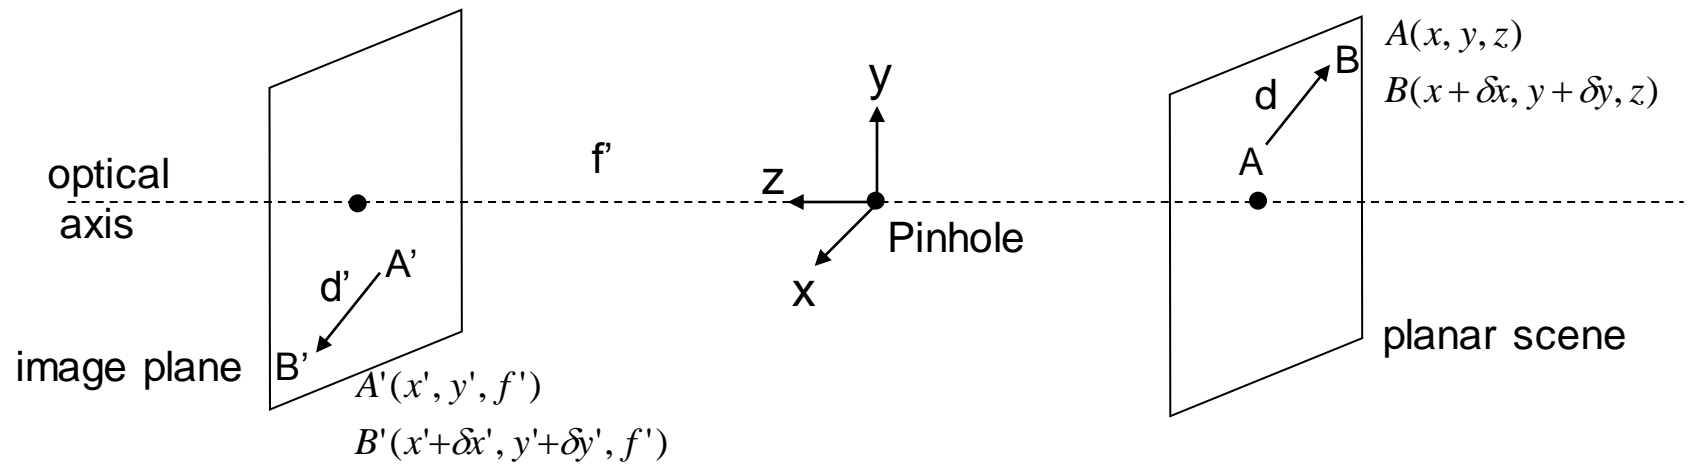 optical
axis
image plane
d'
A'
B'
A'(x', y', f')
B'(x'+δx', y'+δy', f')
f'
y
z
x
Pinhole
d
A
B
A(x, y, z)
B(x + δx, y + δy, z)
planar scene